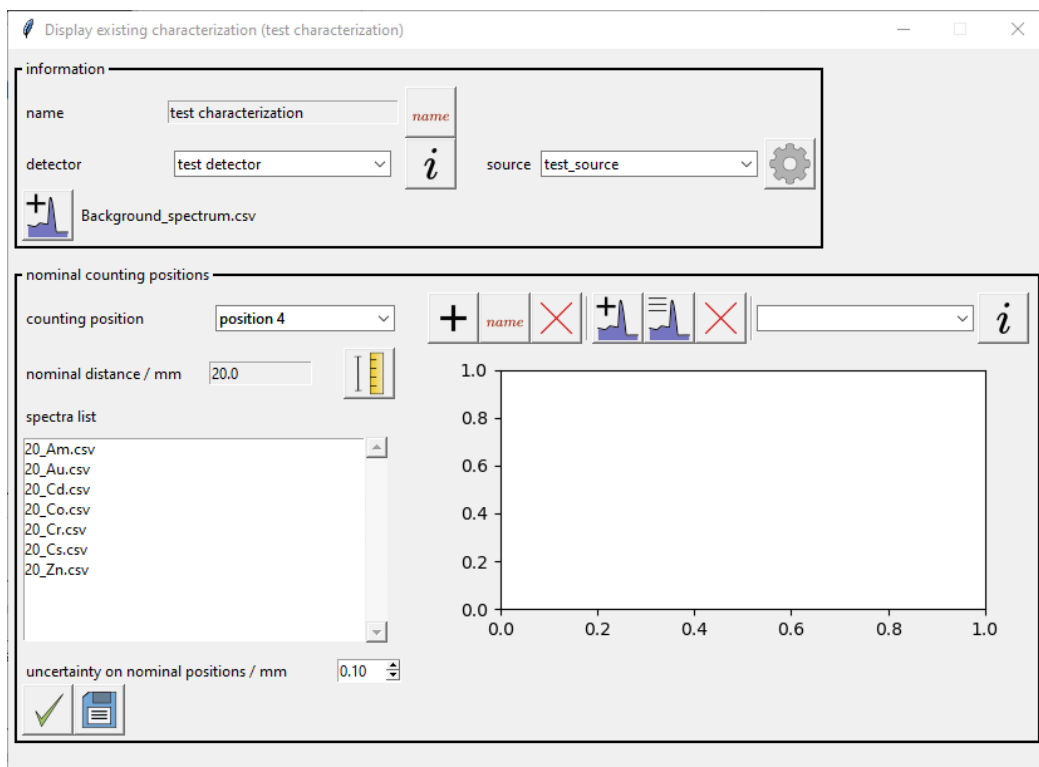 Display existing characterization (test characterization)
information
name test characterization name
detector test detector i source test_source
Background_spectrum.csv
nominal counting positions
counting position position 4 name i
nominal distance / mm 20.0
spectra list
20_Am.csv
20_Au.csv
20_Cd.csv
20_Co.csv
20_Cr.csv
20_Cs.csv
20_Zn.csv
1.0
0.8
0.6
0.4
0.2
0.0
0.0 0.2 0.4 0.6 0.8 1.0
uncertainty on nominal positions / mm 0.10